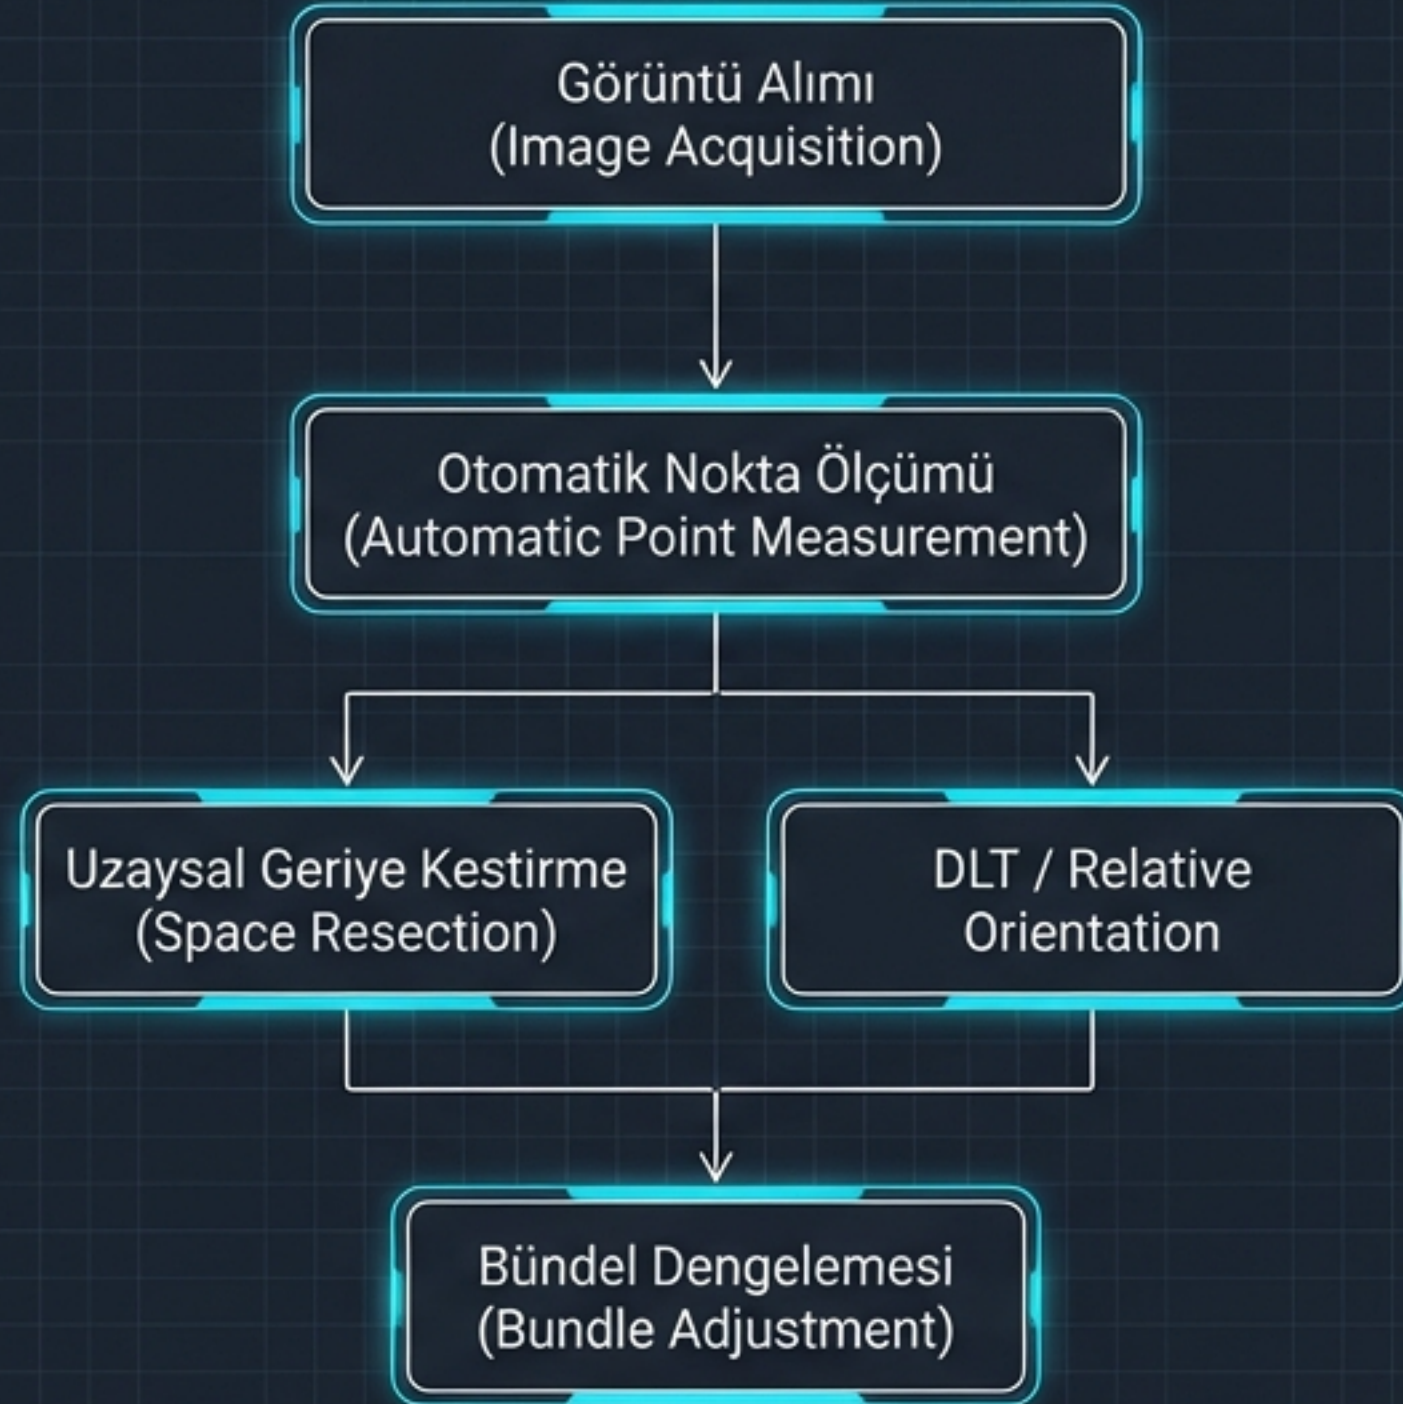 Görüntü Alımı
(Image Acquisition)
Otomatik Nokta Ölçümü
(Automatic Point Measurement)
Uzaysal Geriye Kestirme
(Space Resection)
DLT / Relative
Orientation
Bündel Dengelemesi
(Bundle Adjustment)